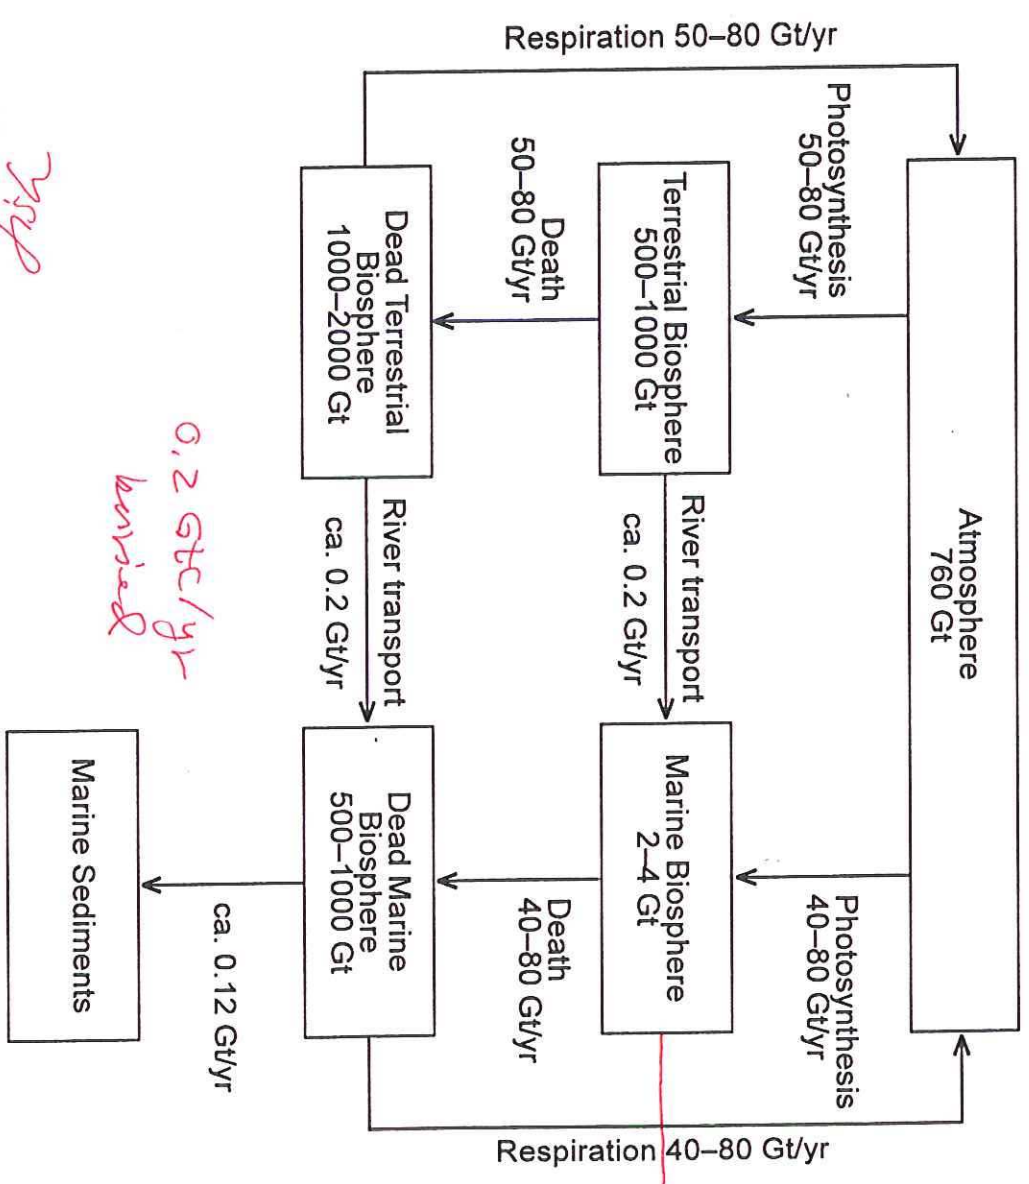 Atmosphere
760 Gt
Respiration 50–80 Gt/yr
Photosynthesis
50–80 Gt/yr
Photosynthesis
40–80 Gt/yr
Terrestrial Biosphere
500–1000 Gt
River transport
ca. 0.2 Gt/yr
Marine Biosphere
2–4 Gt
Death
50–80 Gt/yr
Death
40–80 Gt/yr
Respiration 40–80 Gt/yr
Dead Terrestrial
Biosphere
1000–2000 Gt
River transport
ca. 0.2 Gt/yr
Dead Marine
Biosphere
500–1000 Gt
ca. 0.12 Gt/yr
0.2 GtC/yr
buried
Marine Sediments